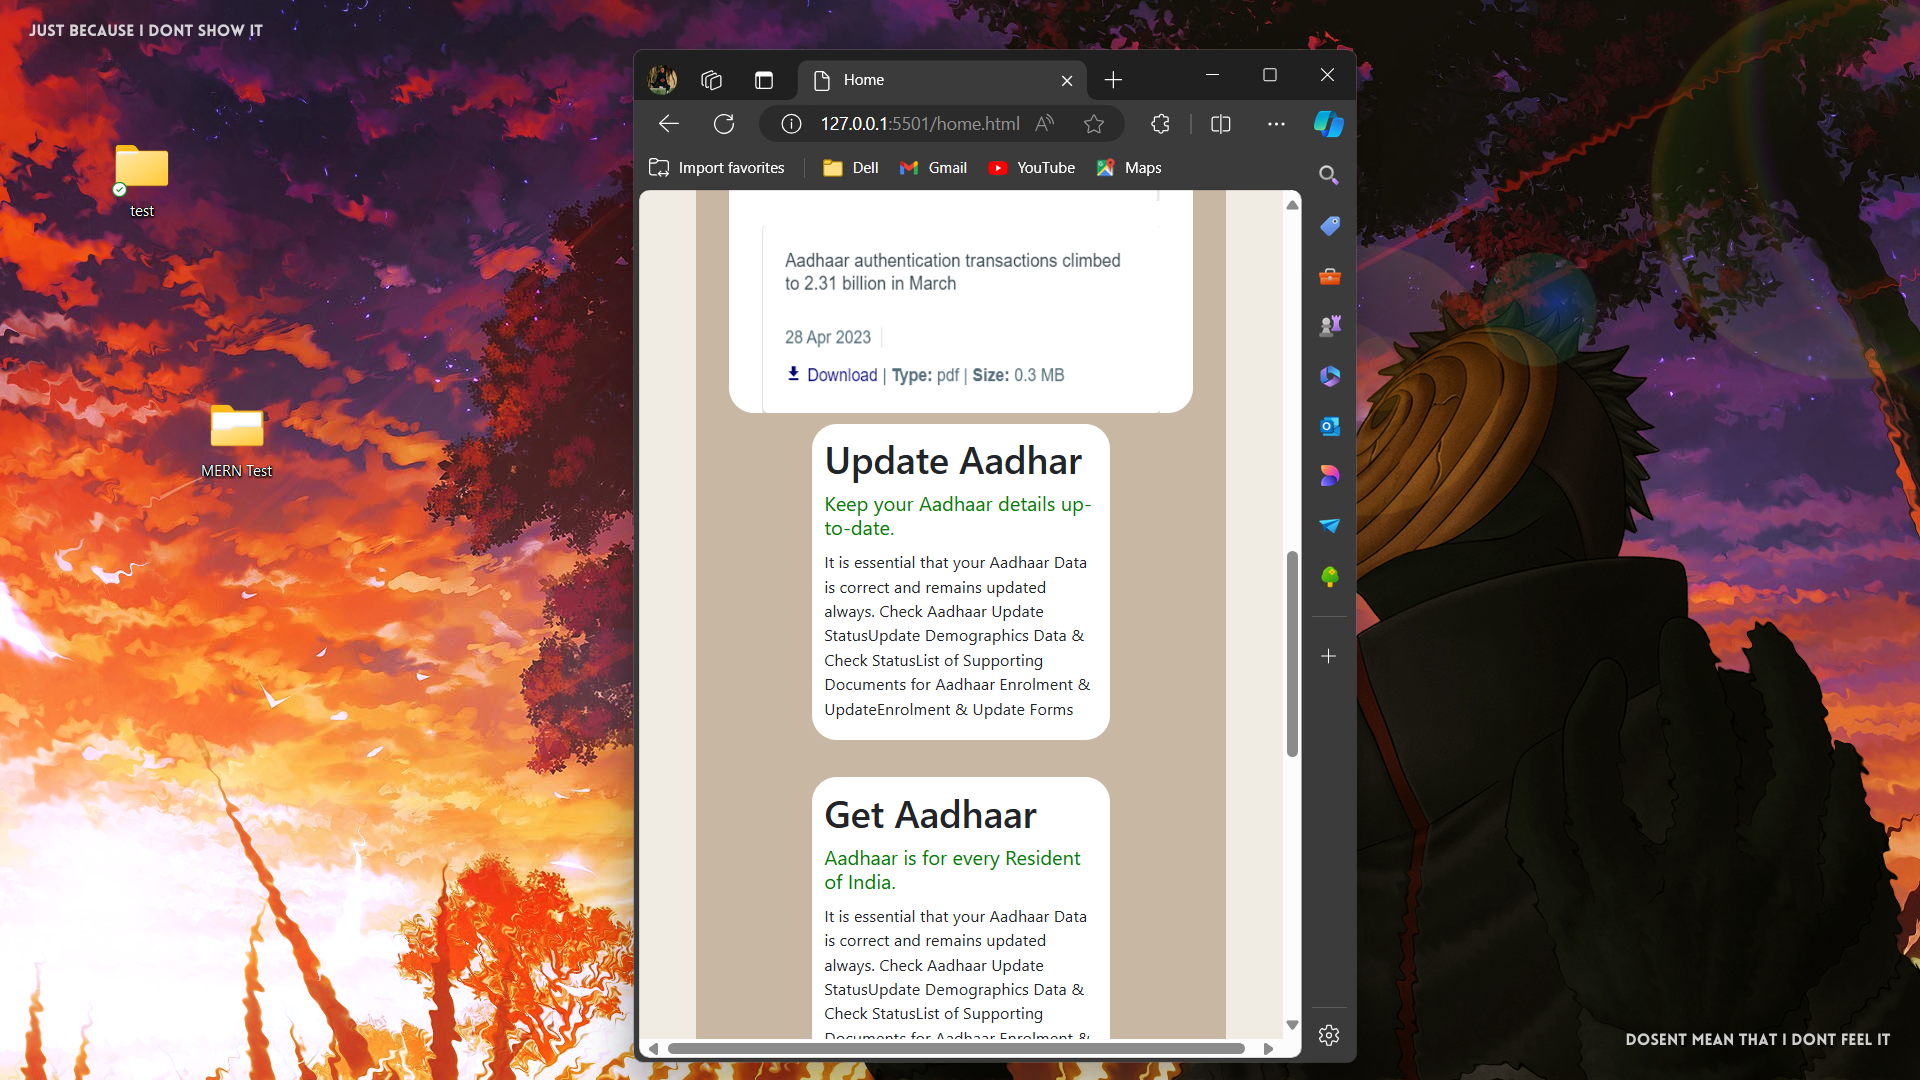 JUST BECAUSE I DONT SHOW IT
test
MERN Test
Home
127.0.0.1:5501/home.html
Import favorites
Dell
Gmail
YouTube
Maps
Aadhaar authentication transactions climbed
to 2.31 billion in March
28 Apr 2023
Download | Type: pdf | Size: 0.3 MB
Update Aadhar
Keep your Aadhaar details up-
to-date.
It is essential that your Aadhaar Data
is correct and remains updated
always. Check Aadhaar Update
StatusUpdate Demographics Data &
Check StatusList of Supporting
Documents for Aadhaar Enrolment &
UpdateEnrolment & Update Forms
Get Aadhaar
Aadhaar is for every Resident
of India.
It is essential that your Aadhaar Data
is correct and remains updated
always. Check Aadhaar Update
StatusUpdate Demographics Data &
Check StatusList of Supporting
Documents for Aadhaar Enrolment &
DOSENT MEAN THAT I DONT FEEL IT